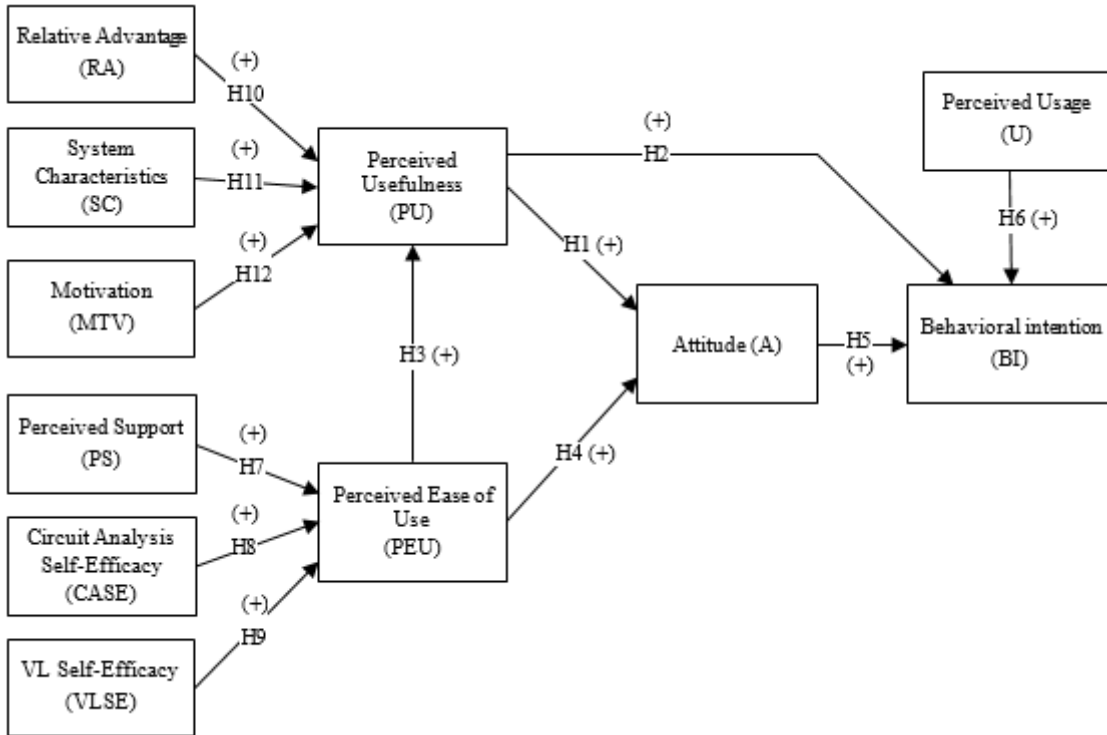 Relative Advantage
(RA)
(+)
H10
System
Characteristics
(SC)
(+)
H11
Motivation
(MTV)
(+)
H12
Perceived
Usefulness
(PU)
(+)
H2
Perceived Usage
(U)
H6 (+)
H1 (+)
H3 (+)
Attitude (A)
H5
(+)
Behavioral intention
(BI)
H4 (+)
Perceived Support
(PS)
(+)
H7
Circuit Analysis
Self-Efficacy
(CASE)
(+)
H8
VL Self-Efficacy
(VLSE)
(+)
H9
Perceived Ease of
Use
(PEU)